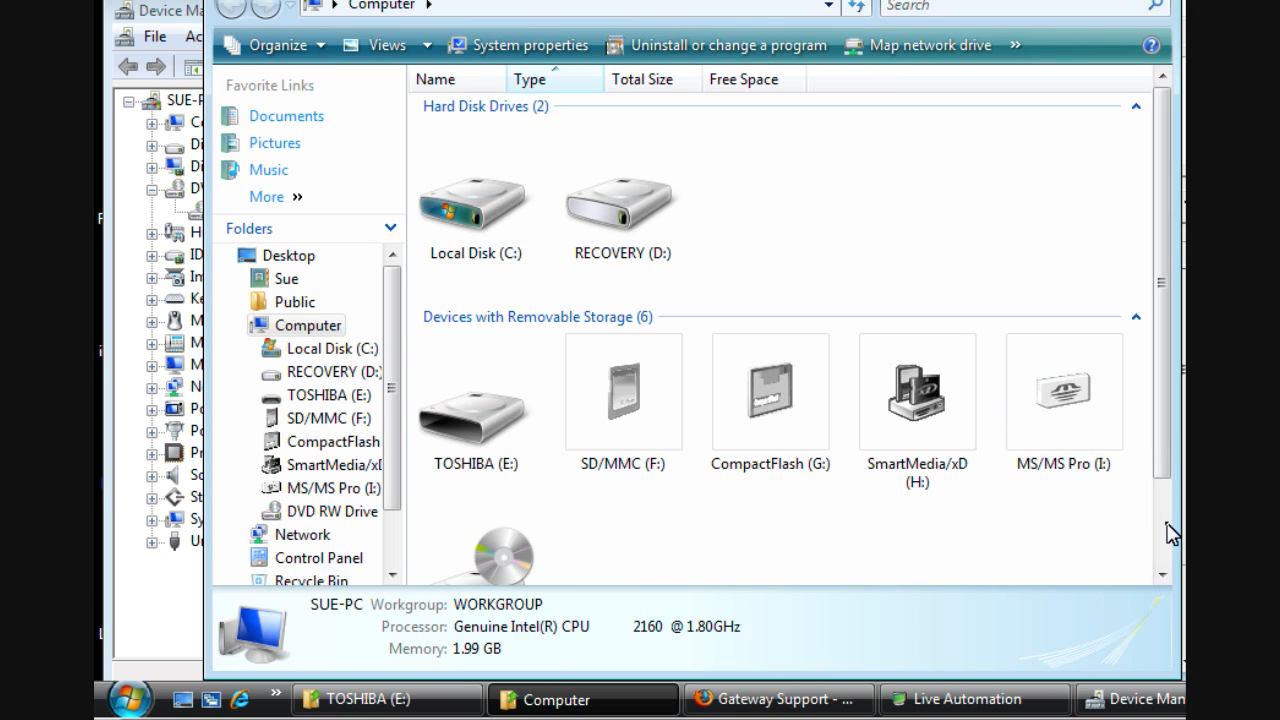 Device Ma
File Ac
SUE-P
Computer
Search
Organize Views System properties Uninstall or change a program Map network drive »
Favorite Links
Documents
Pictures
Music
More »
Folders
Desktop
Sue
Public
Computer
Local Disk (C:)
RECOVERY (D:)
TOSHIBA (E:)
SD/MMC (F:)
CompactFlash
SmartMedia/xD
MS/MS Pro (I:)
DVD RW Drive
Network
Control Panel
Recycle Bin
Name Type Total Size Free Space
Hard Disk Drives (2)
Local Disk (C:) RECOVERY (D:)
Devices with Removable Storage (6)
TOSHIBA (E:) SD/MMC (F:) CompactFlash (G:) SmartMedia/xD MS/MS Pro (I:)
(H:)
SUE-PC Workgroup: WORKGROUP
Processor: Genuine Intel(R) CPU 2160 @ 1.80GHz
Memory: 1.99 GB
» TOSHIBA (E:) Computer Gateway Support - ... Live Automation Device Man